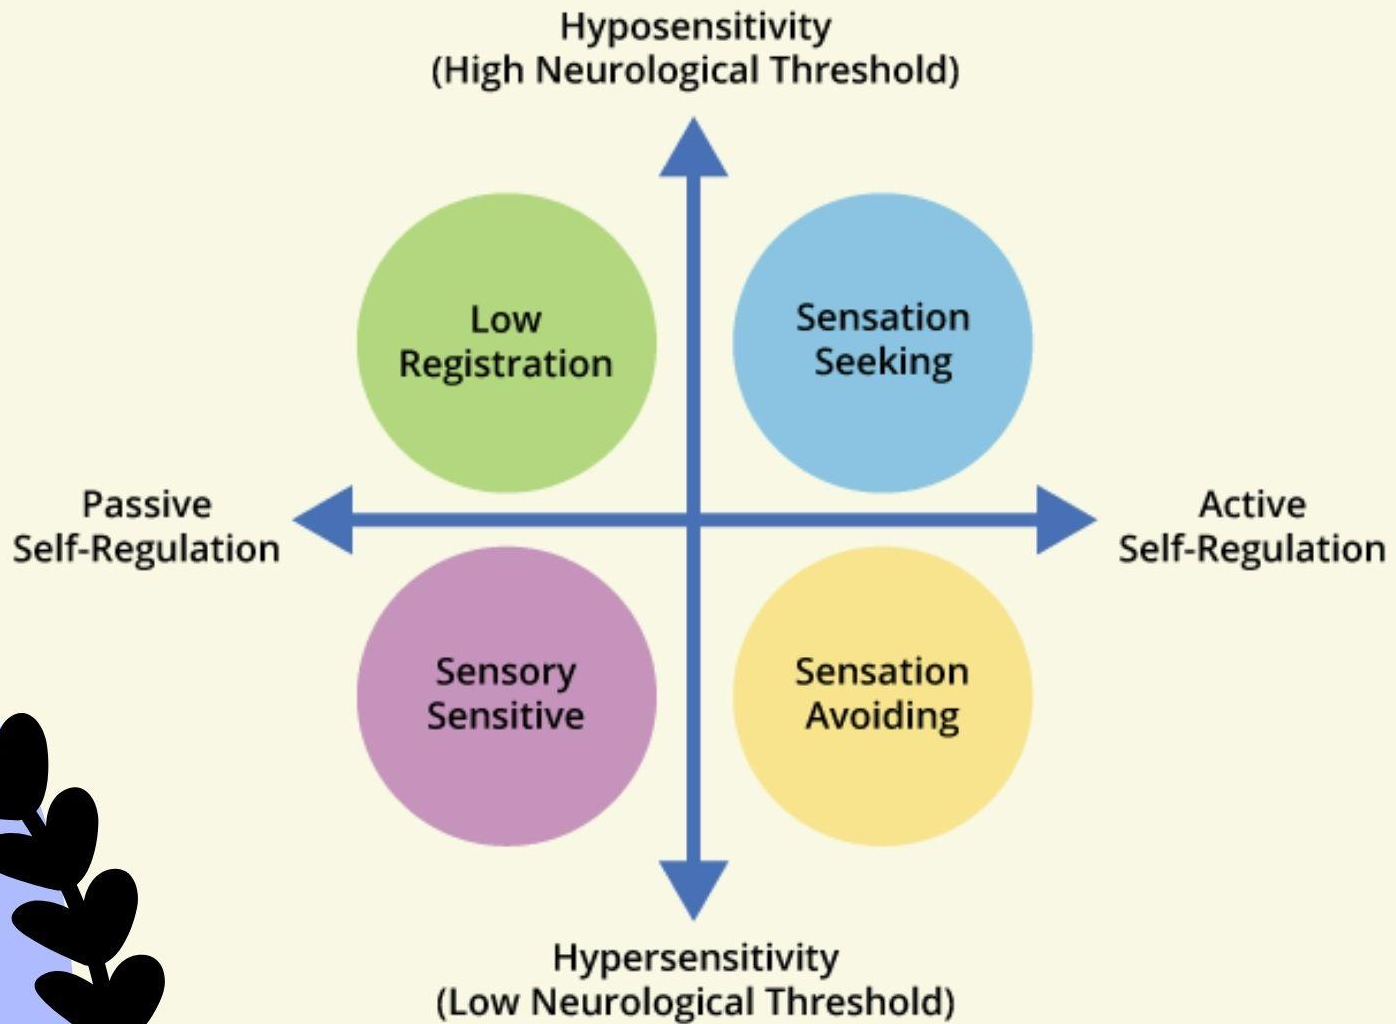 Hyposensitivity
(High Neurological Threshold)
Low
Registration
Sensation
Seeking
Passive
Self-Regulation
Active
Self-Regulation
Sensory
Sensitive
Sensation
Avoiding
Hypersensitivity
(Low Neurological Threshold)